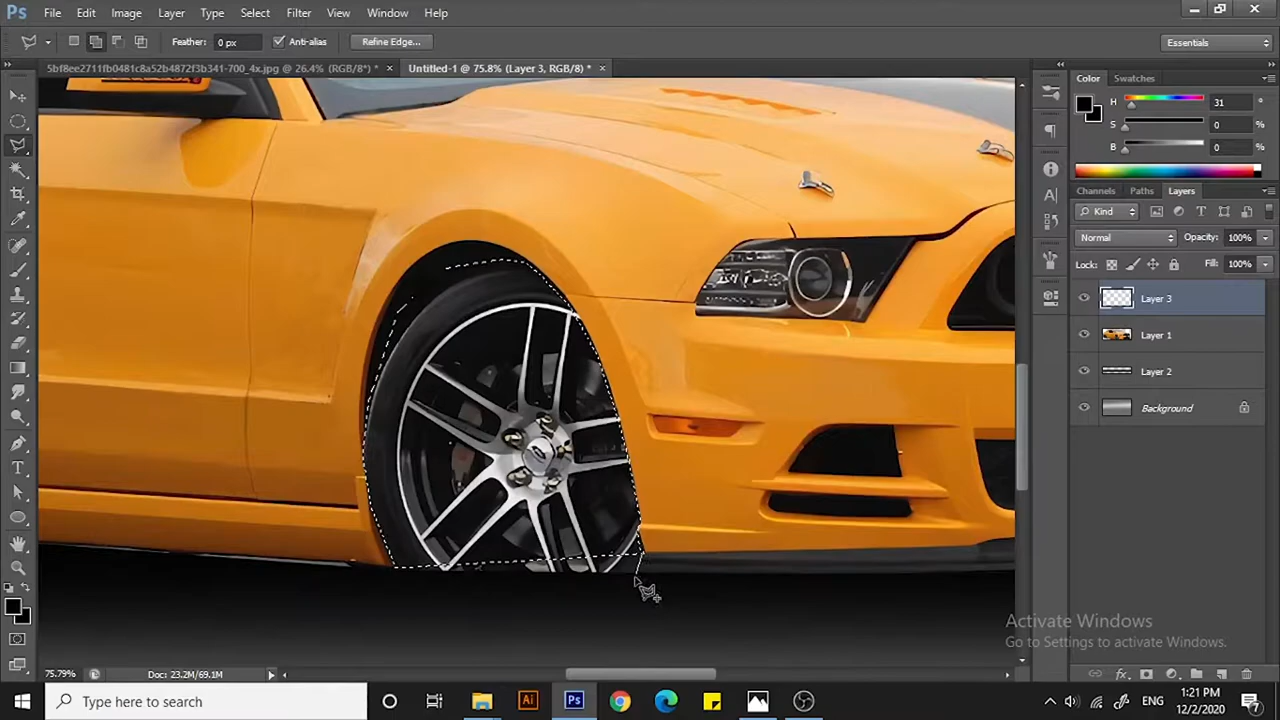 Ps File Edit Image Layer Type Select Filter View Window Help
Feather: 0 px Anti-alias Refine Edge... Essentials
5bf8ee2711fb0481c8a52b4872f3b341-700_4x.jpg @ 26.4% (RGB/8*) * × Untitled-1 @ 75.8% (Layer 3, RGB/8) * ×
Color Swatches
H 31 °
S 0 %
B 0 %
Channels Paths Layers
Kind
Normal Opacity: 100%
Lock: Fill: 100%
Layer 3
Layer 1
Layer 2
Background
Activate Windows
Go to Settings to activate Windows.
75.79% Doc: 23.2M/69.1M
Type here to search
Ai Ps
ENG
1:21 PM
12/2/2020
7